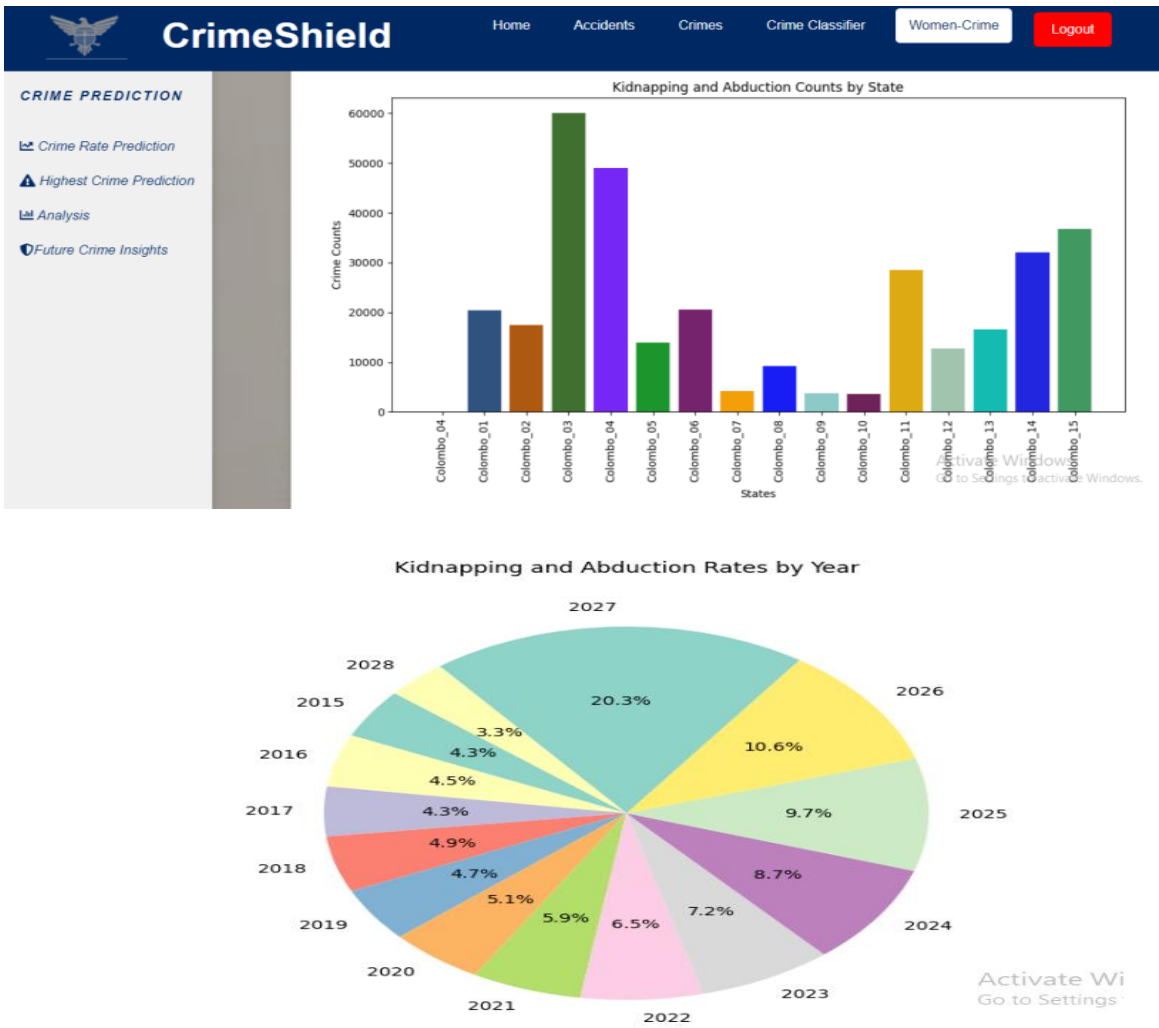 CrimeShield
Home Accidents Crimes Crime Classifier Women-Crime Logout
CRIME PREDICTION
Crime Rate Prediction
Highest Crime Prediction
Analysis
Future Crime Insights
Kidnapping and Abduction Counts by State
Crime Counts
60000
50000
40000
30000
20000
10000
0
Colombo_04 Colombo_01 Colombo_02 Colombo_03 Colombo_04 Colombo_05 Colombo_06 Colombo_07 Colombo_08 Colombo_09 Colombo_10 Colombo_11 Colombo_12 Colombo_13 Colombo_14 Colombo_15
States
Activate Windows
Go to Settings to activate Windows.
Kidnapping and Abduction Rates by Year
2027
20.3%
2028
3.3%
2015
4.3%
2016
4.5%
2017
4.3%
2018
4.9%
2019
4.7%
2020
5.1%
2021
5.9%
2022
6.5%
2023
7.2%
2024
8.7%
2025
9.7%
2026
10.6%
Activate Wi
Go to Settings